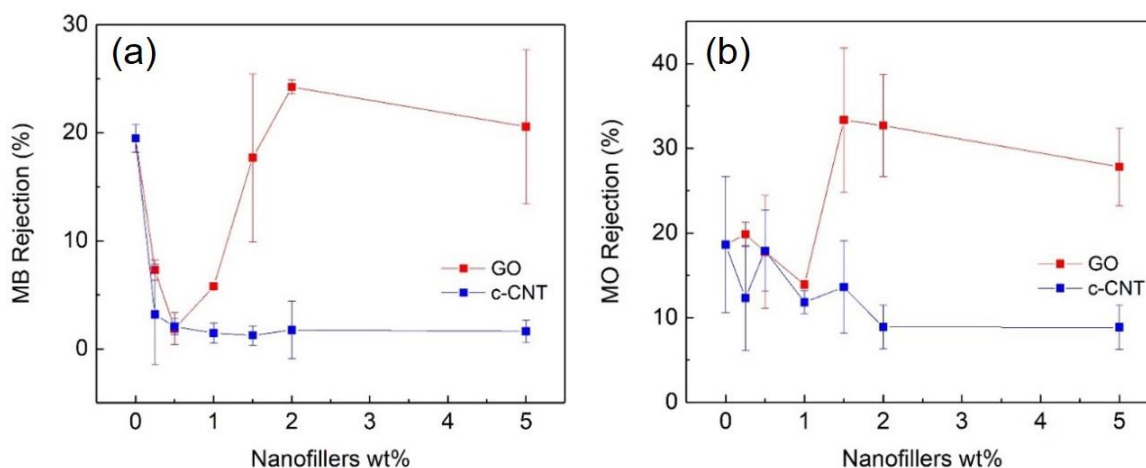 (a)
MB Rejection (%)
30
20
10
0
0 1 2 3 4 5
Nanofillers wt%
GO
c-CNT
(b)
MO Rejection (%)
40
30
20
10
0
0 1 2 3 4 5
Nanofillers wt%
GO
c-CNT